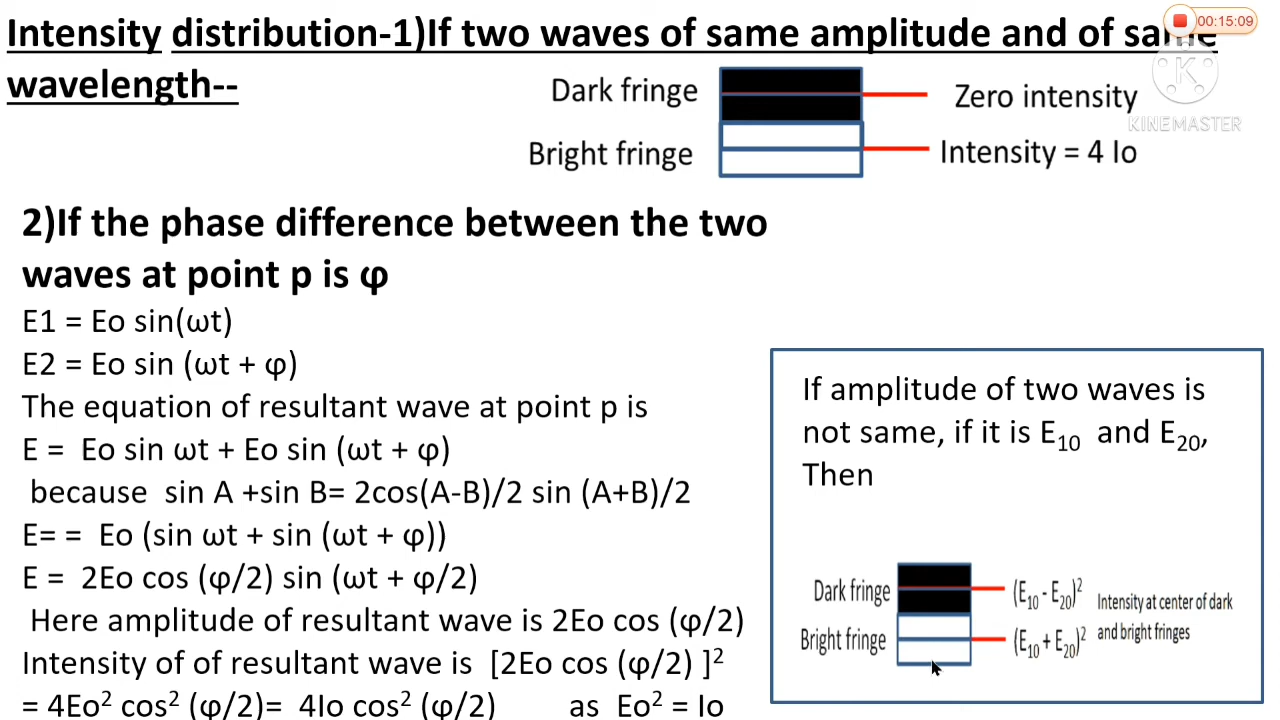 Intensity distribution-1)If two waves of same amplitude and of same
wavelength--
00:15:09
K
KINEMASTER
Dark fringe
Zero intensity
Bright fringe
Intensity = 4 Io
2)If the phase difference between the two
waves at point p is φ
E1 = Eo sin(ωt)
E2 = Eo sin (ωt + φ)
The equation of resultant wave at point p is
E = Eo sin ωt + Eo sin (ωt + φ)
because sin A +sin B= 2cos(A-B)/2 sin (A+B)/2
E= = Eo (sin ωt + sin (ωt + φ))
E = 2Eo cos (φ/2) sin (ωt + φ/2)
Here amplitude of resultant wave is 2Eo cos (φ/2)
Intensity of of resultant wave is [2Eo cos (φ/2) ]²
= 4Eo² cos² (φ/2)= 4Io cos² (φ/2) as Eo² = Io
If amplitude of two waves is
not same, if it is E₁₀ and E₂₀,
Then
Dark fringe
(E₁₀ - E₂₀)²
Bright fringe
(E₁₀ + E₂₀)²
Intensity at center of dark
and bright fringes